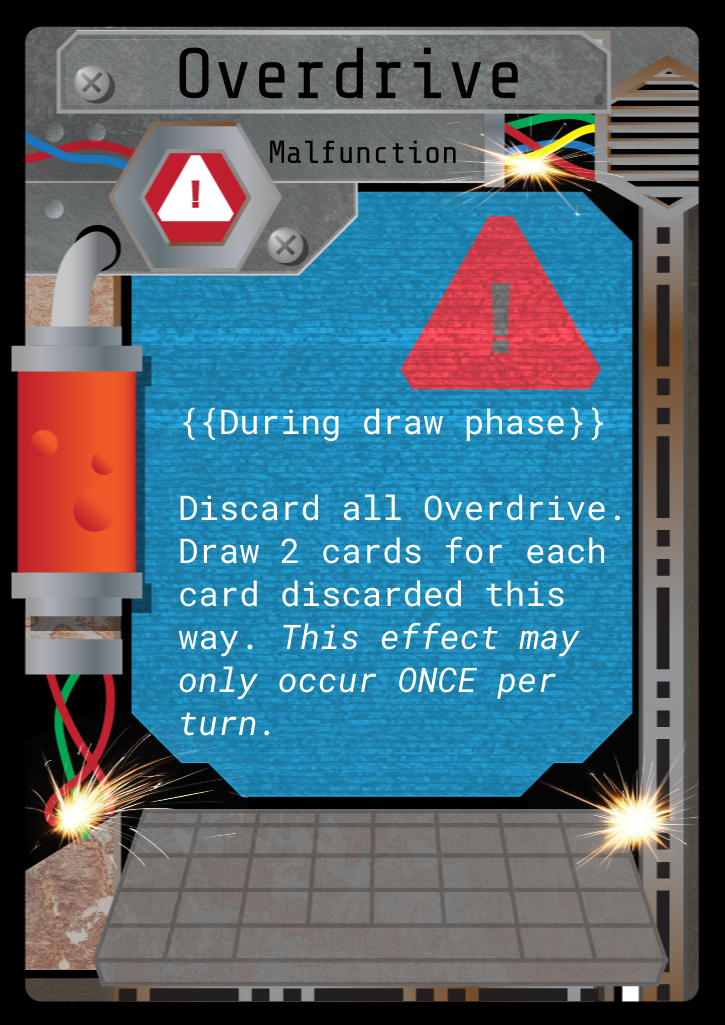 Overdrive
Malfunction
!
!
{{During draw phase}}
Discard all Overdrive.
Draw 2 cards for each
card discarded this
way. This effect may
only occur ONCE per
turn.